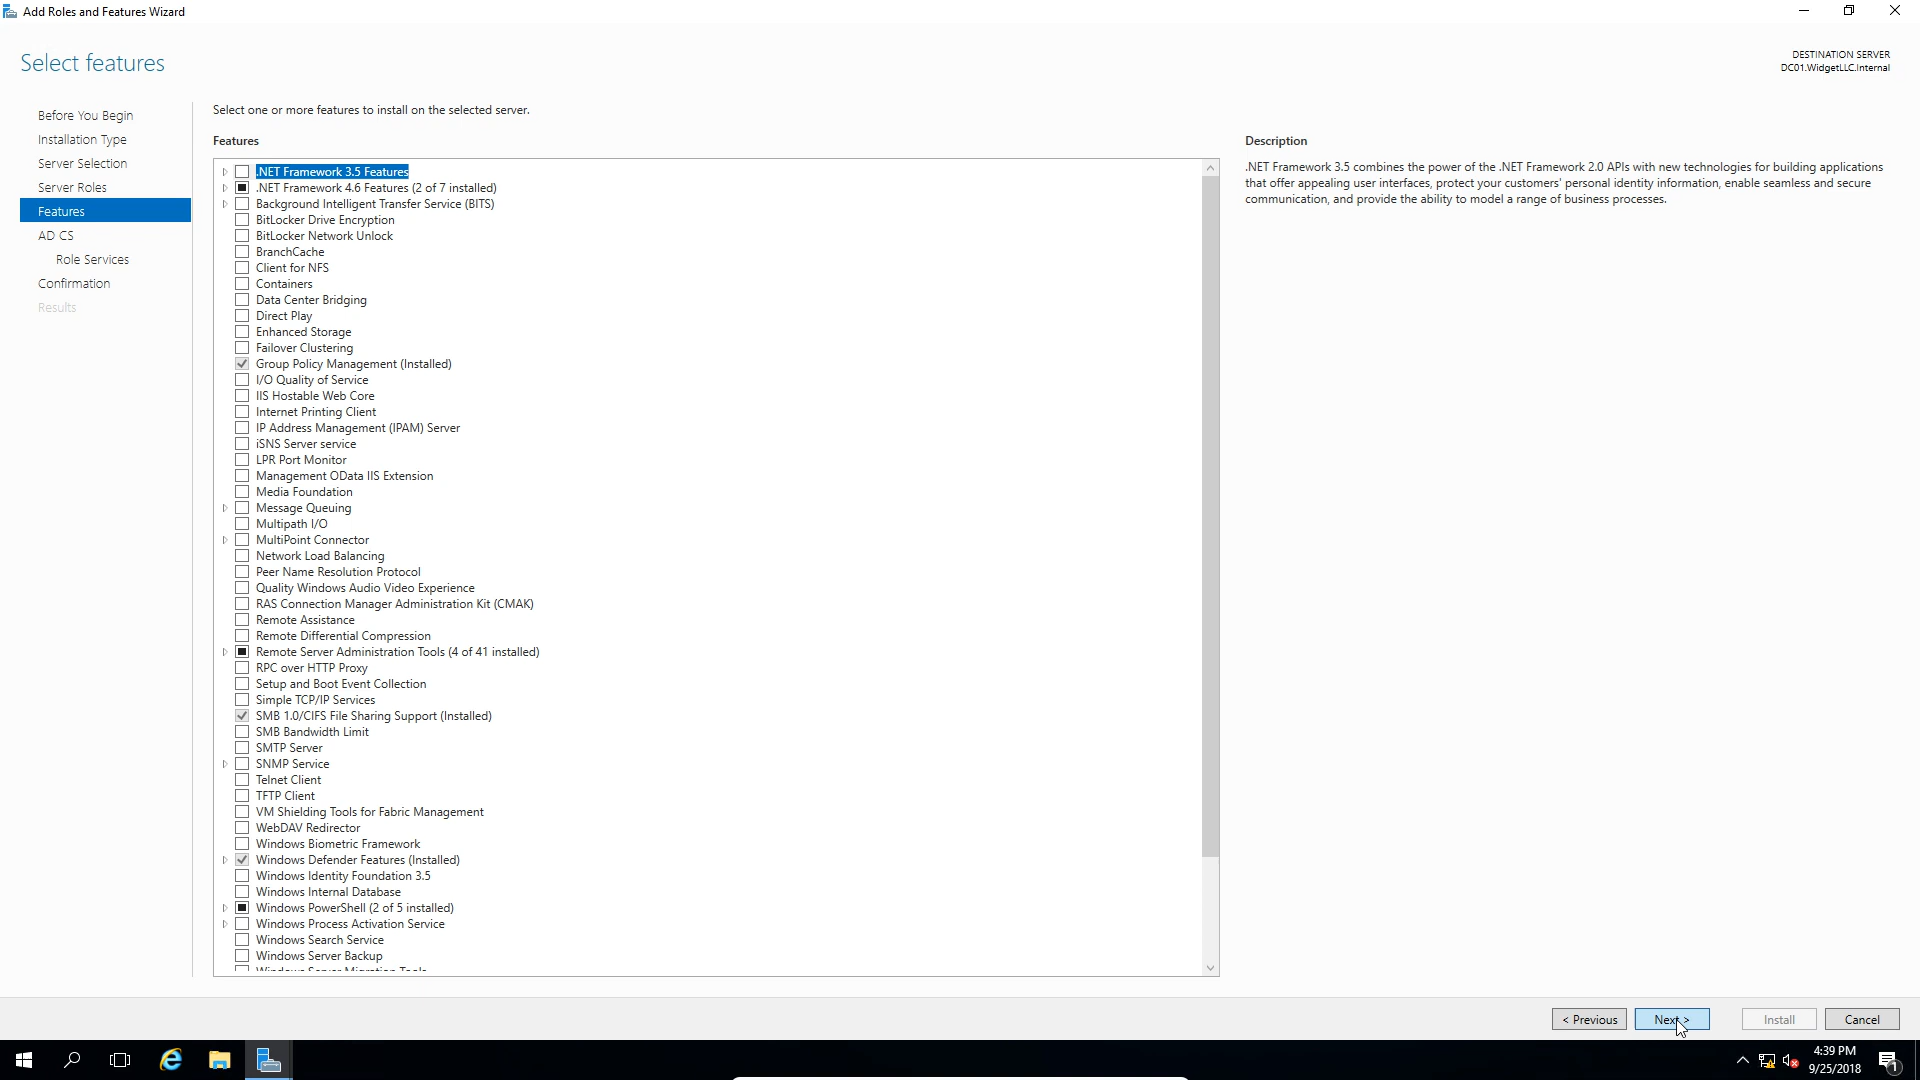 Add Roles and Features Wizard
Select features
DESTINATION SERVER
DC01.WidgetLLC.Internal
Before You Begin
Installation Type
Server Selection
Server Roles
Features
AD CS
Role Services
Confirmation
Results
Select one or more features to install on the selected server.
Features
.NET Framework 3.5 Features
.NET Framework 4.6 Features (2 of 7 installed)
Background Intelligent Transfer Service (BITS)
BitLocker Drive Encryption
BitLocker Network Unlock
BranchCache
Client for NFS
Containers
Data Center Bridging
Direct Play
Enhanced Storage
Failover Clustering
Group Policy Management (Installed)
I/O Quality of Service
IIS Hostable Web Core
Internet Printing Client
IP Address Management (IPAM) Server
iSNS Server service
LPR Port Monitor
Management OData IIS Extension
Media Foundation
Message Queuing
Multipath I/O
MultiPoint Connector
Network Load Balancing
Peer Name Resolution Protocol
Quality Windows Audio Video Experience
RAS Connection Manager Administration Kit (CMAK)
Remote Assistance
Remote Differential Compression
Remote Server Administration Tools (4 of 41 installed)
RPC over HTTP Proxy
Setup and Boot Event Collection
Simple TCP/IP Services
SMB 1.0/CIFS File Sharing Support (Installed)
SMB Bandwidth Limit
SMTP Server
SNMP Service
Telnet Client
TFTP Client
VM Shielding Tools for Fabric Management
WebDAV Redirector
Windows Biometric Framework
Windows Defender Features (Installed)
Windows Identity Foundation 3.5
Windows Internal Database
Windows PowerShell (2 of 5 installed)
Windows Process Activation Service
Windows Search Service
Windows Server Backup
Windows Server Migration Tools
Description
.NET Framework 3.5 combines the power of the .NET Framework 2.0 APIs with new technologies for building applications
that offer appealing user interfaces, protect your customers' personal identity information, enable seamless and secure
communication, and provide the ability to model a range of business processes.
< Previous
Next >
Install
Cancel
4:39 PM
9/25/2018
1